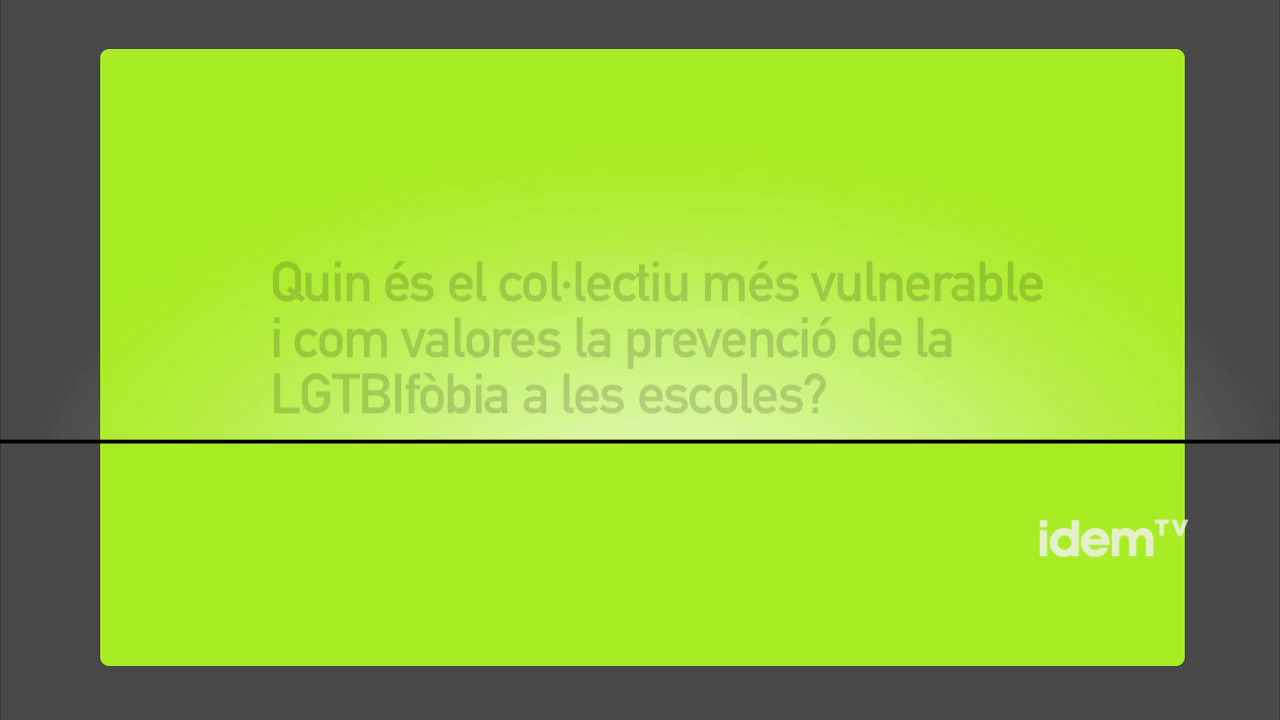 Quin és el col·lectiu més vulnerable
i com valores la prevenció de la
LGTBIfòbia a les escoles?
idemTV